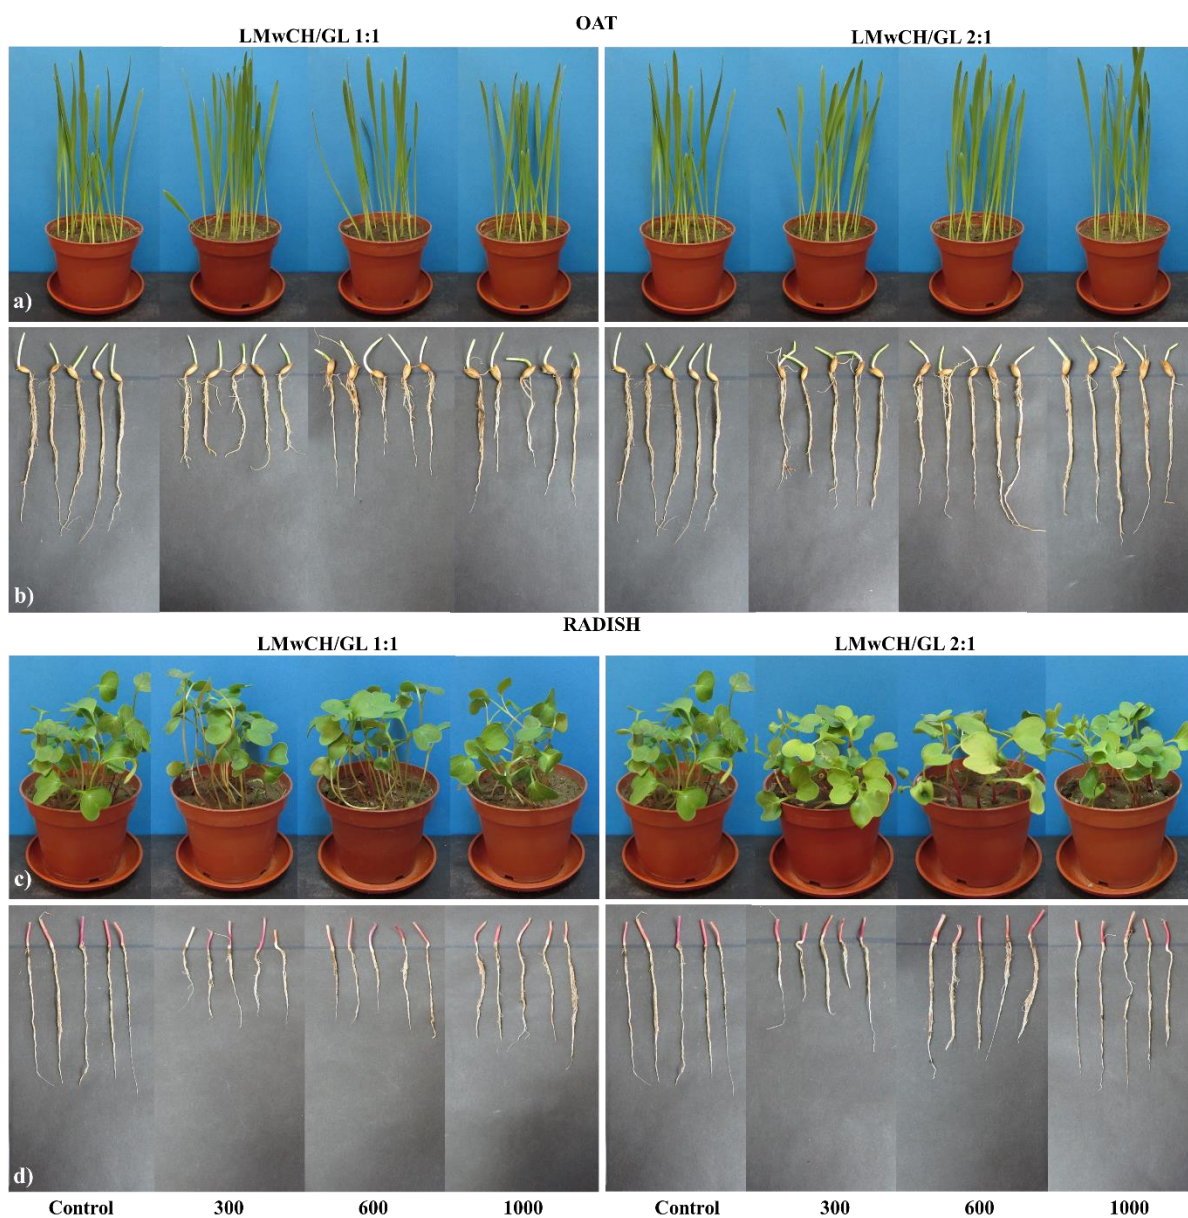 OAT
LMwCH/GL 1:1
LMwCH/GL 2:1
a)
b)
RADISH
LMwCH/GL 1:1
LMwCH/GL 2:1
c)
d)
Control 300 600 1000 Control 300 600 1000